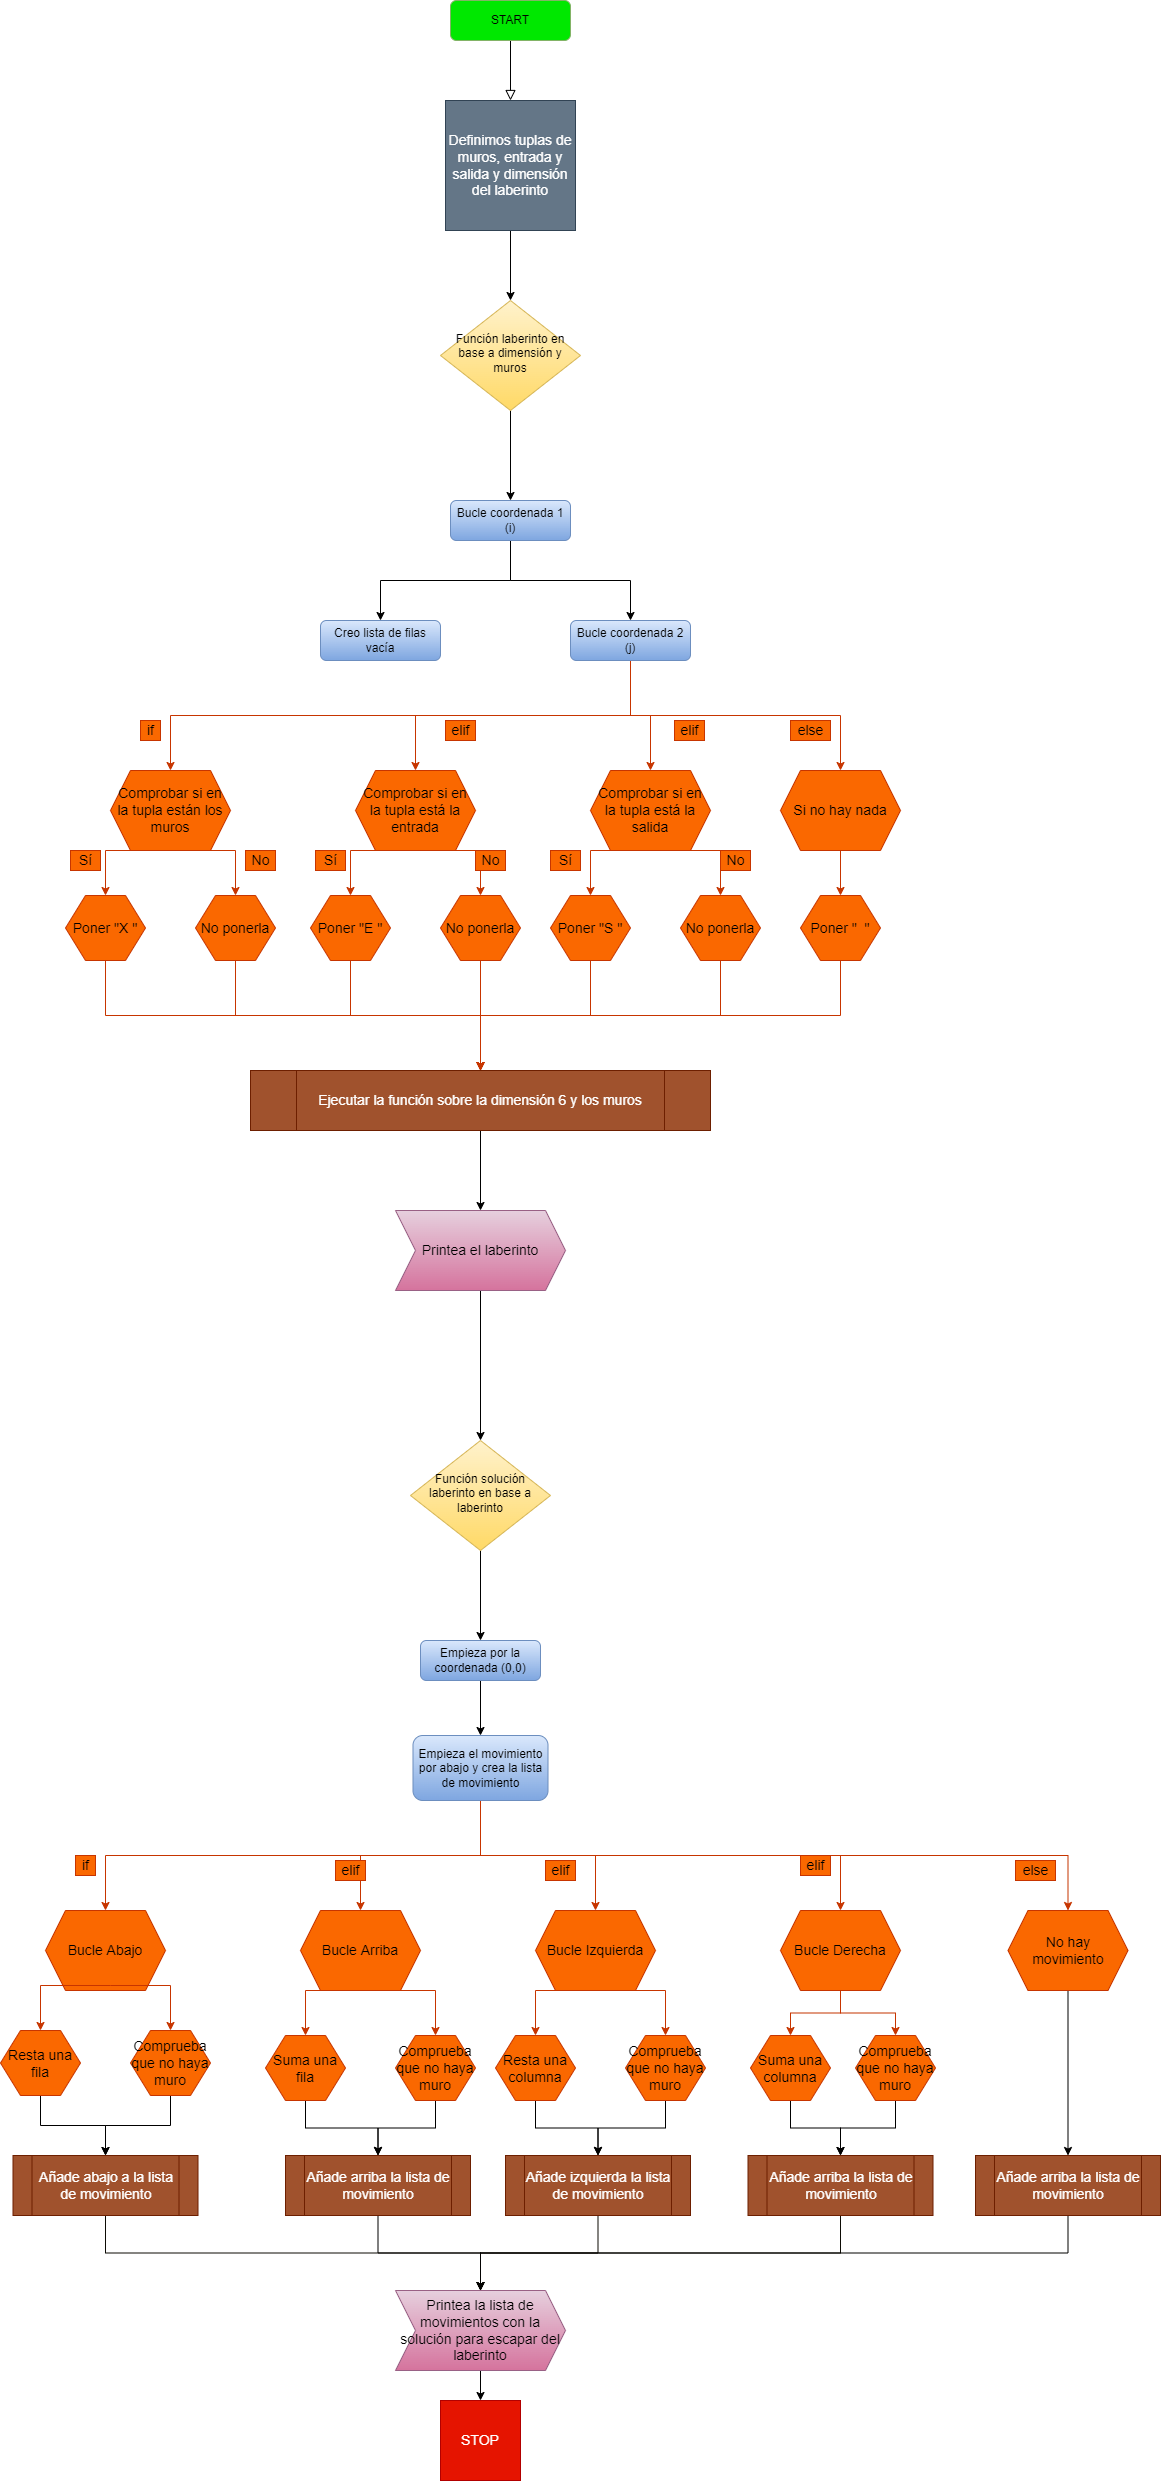 START
Definimos tuplas de
muros, entrada y
salida y dimensión
del laberinto
Función laberinto en
base a dimensión y
muros
Bucle coordenada 1
(i)
Creo lista de filas
vacía
Bucle coordenada 2
(j)
if
elif
elif
else
Comprobar si en
la tupla están los
muros
Comprobar si en
la tupla está la
entrada
Comprobar si en
la tupla está la
salida
Si no hay nada
Sí
No
Sí
No
Sí
No
Poner "X "
No ponerla
Poner "E "
No ponerla
Poner "S "
No ponerla
Poner "  "
Ejecutar la función sobre la dimensión 6 y los muros
Printea el laberinto
Función solución
laberinto en base a
laberinto
Empieza por la
coordenada (0,0)
Empieza el movimiento
por abajo y crea la lista
de movimiento
if
elif
elif
elif
else
Bucle Abajo
Bucle Arriba
Bucle Izquierda
Bucle Derecha
No hay
movimiento
Resta una
fila
Comprueba
que no haya
muro
Suma una
fila
Comprueba
que no haya
muro
Resta una
columna
Comprueba
que no haya
muro
Suma una
columna
Comprueba
que no haya
muro
Añade abajo a la lista
de movimiento
Añade arriba la lista de
movimiento
Añade izquierda la lista
de movimiento
Añade arriba la lista de
movimiento
Añade arriba la lista de
movimiento
Printea la lista de
movimientos con la
solución para escapar del
laberinto
STOP